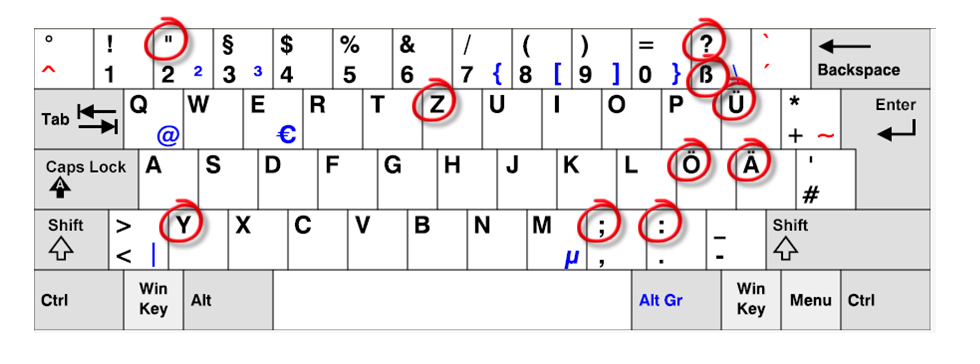 ° ! " § $ % & / ( ) = ? `
^ 1 2 ² 3 ³ 4 5 6 7 { 8 [ 9 ] 0 } ß \ ´ Backspace
Tab Q W E R T Z U I O P Ü * Enter
@ € + ~
Caps Lock A S D F G H J K L Ö Ä '
A #
Shift > Y X C V B N M ; : _ Shift
< | µ , . -
Ctrl Win Key Alt Alt Gr Win Key Menu Ctrl